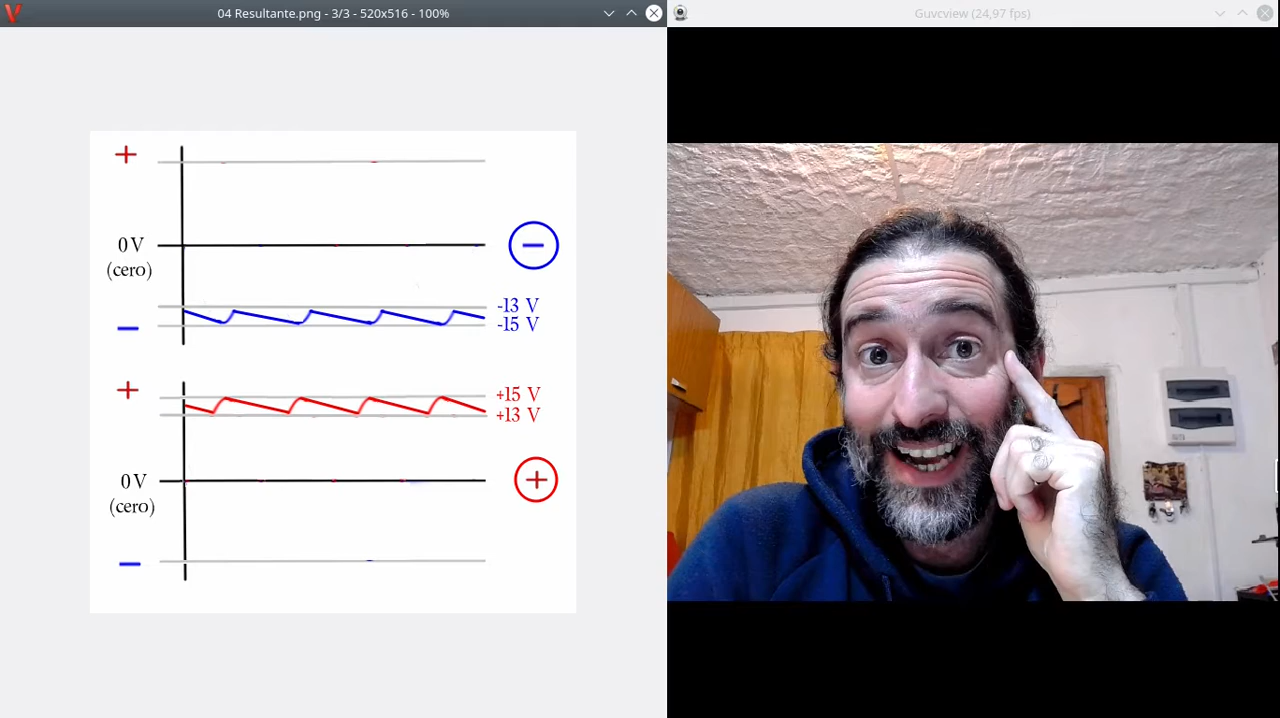 04 Resultante.png - 3/3 - 520x516 - 100%
Guvcview (24,97 fps)
+
0 V
(cero)
−
-13 V
-15 V
−
+
+15 V
+13 V
0 V
(cero)
+
−